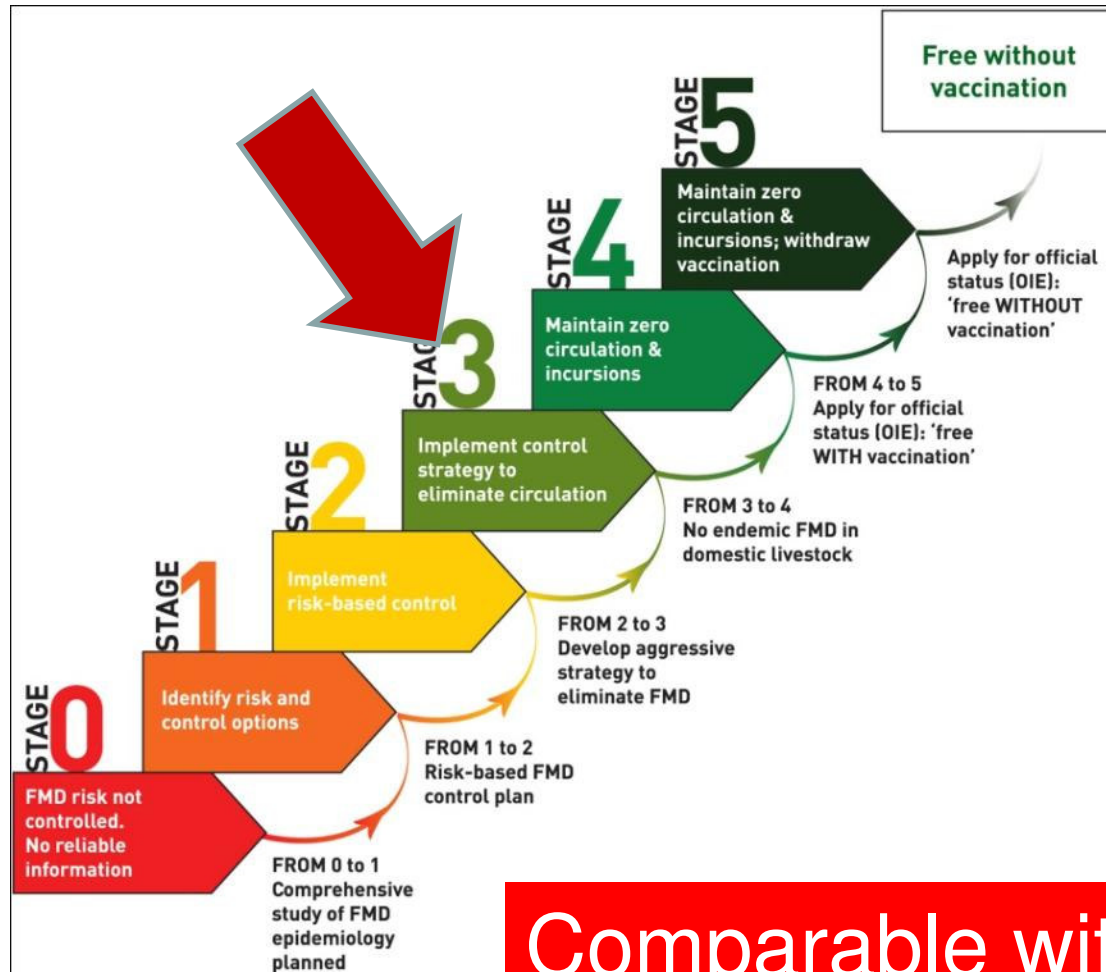 Free without
vaccination
STAGE 5
Maintain zero
circulation &
incursions; withdraw
vaccination
Apply for official
status (OIE):
‘free WITHOUT
vaccination’
STAGE 4
Maintain zero
circulation &
incursions
FROM 4 to 5
Apply for official
status (OIE): ‘free
WITH vaccination’
STAGE 3
Implement control
strategy to
eliminate circulation
FROM 3 to 4
No endemic FMD in
domestic livestock
STAGE 2
Implement
risk-based control
FROM 2 to 3
Develop aggressive
strategy to
eliminate FMD
STAGE 1
Identify risk and
control options
FROM 1 to 2
Risk-based FMD
control plan
STAGE 0
FMD risk not
controlled.
No reliable
information
FROM 0 to 1
Comprehensive
study of FMD
epidemiology
planned
Comparable